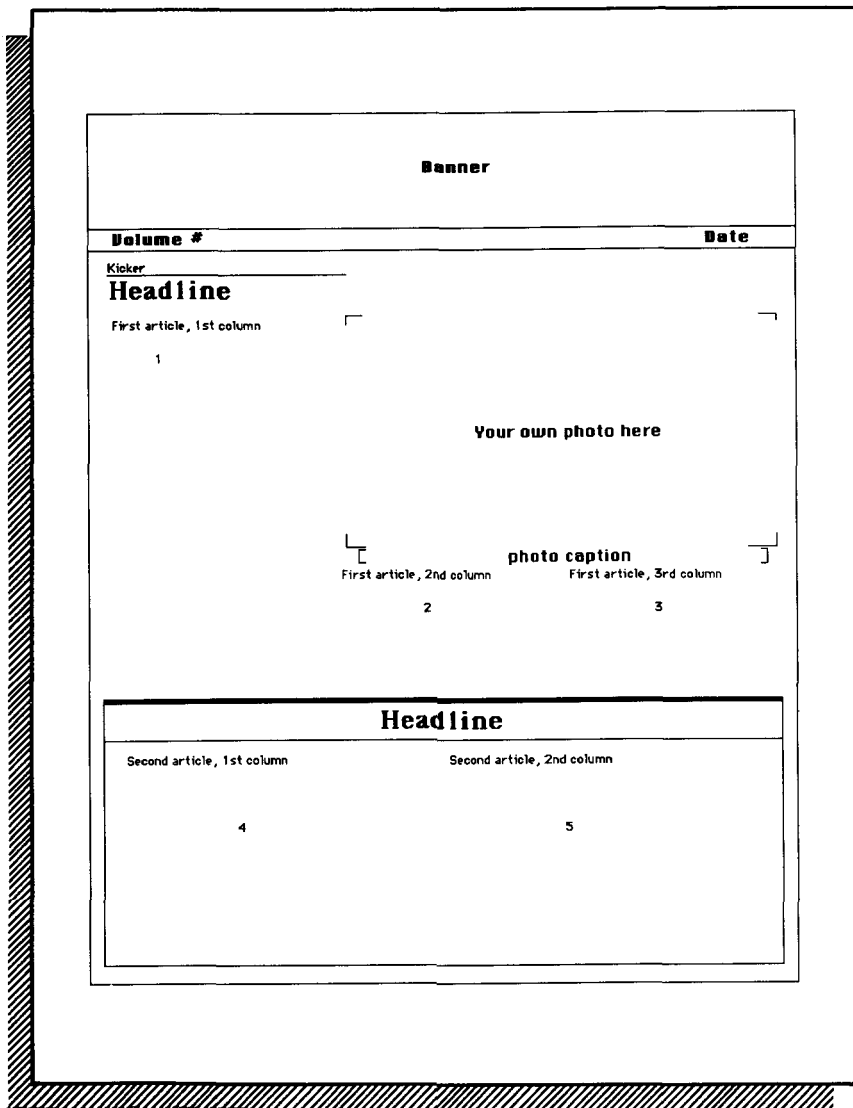 Banner
Volume # Date
Kicker
Headline
First article, 1st column
1
Your own photo here
photo caption
First article, 2nd column First article, 3rd column
2 3
Headline
Second article, 1st column Second article, 2nd column
4 5